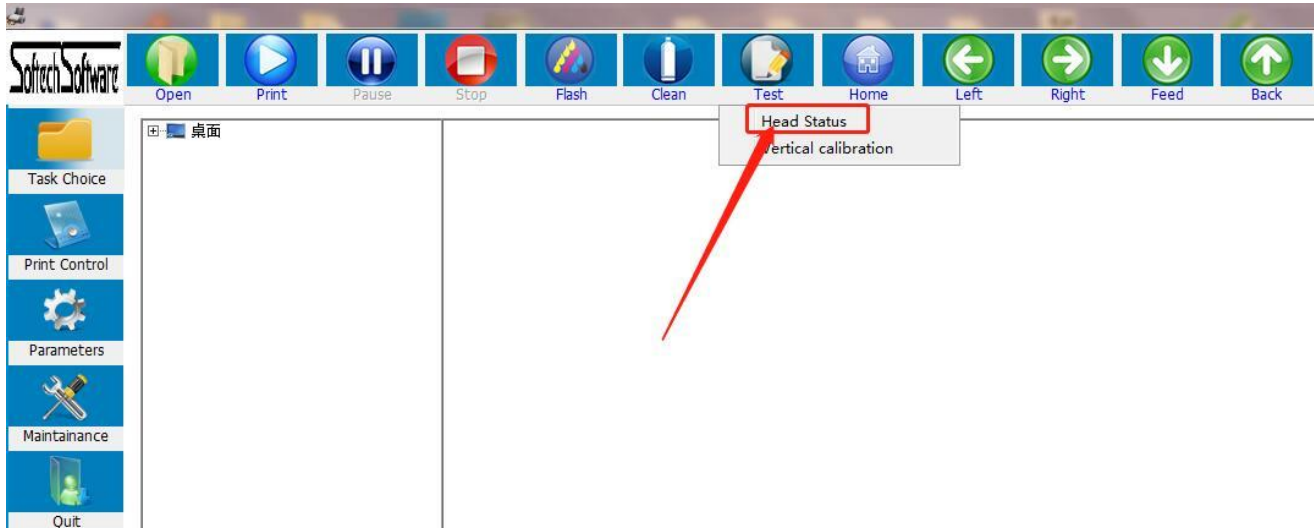 Softech Software
Open Print Pause Stop Flash Clean Test Home Left Right Feed Back
Head Status
Vertical calibration
桌面
Task Choice
Print Control
Parameters
Maintainance
Quit